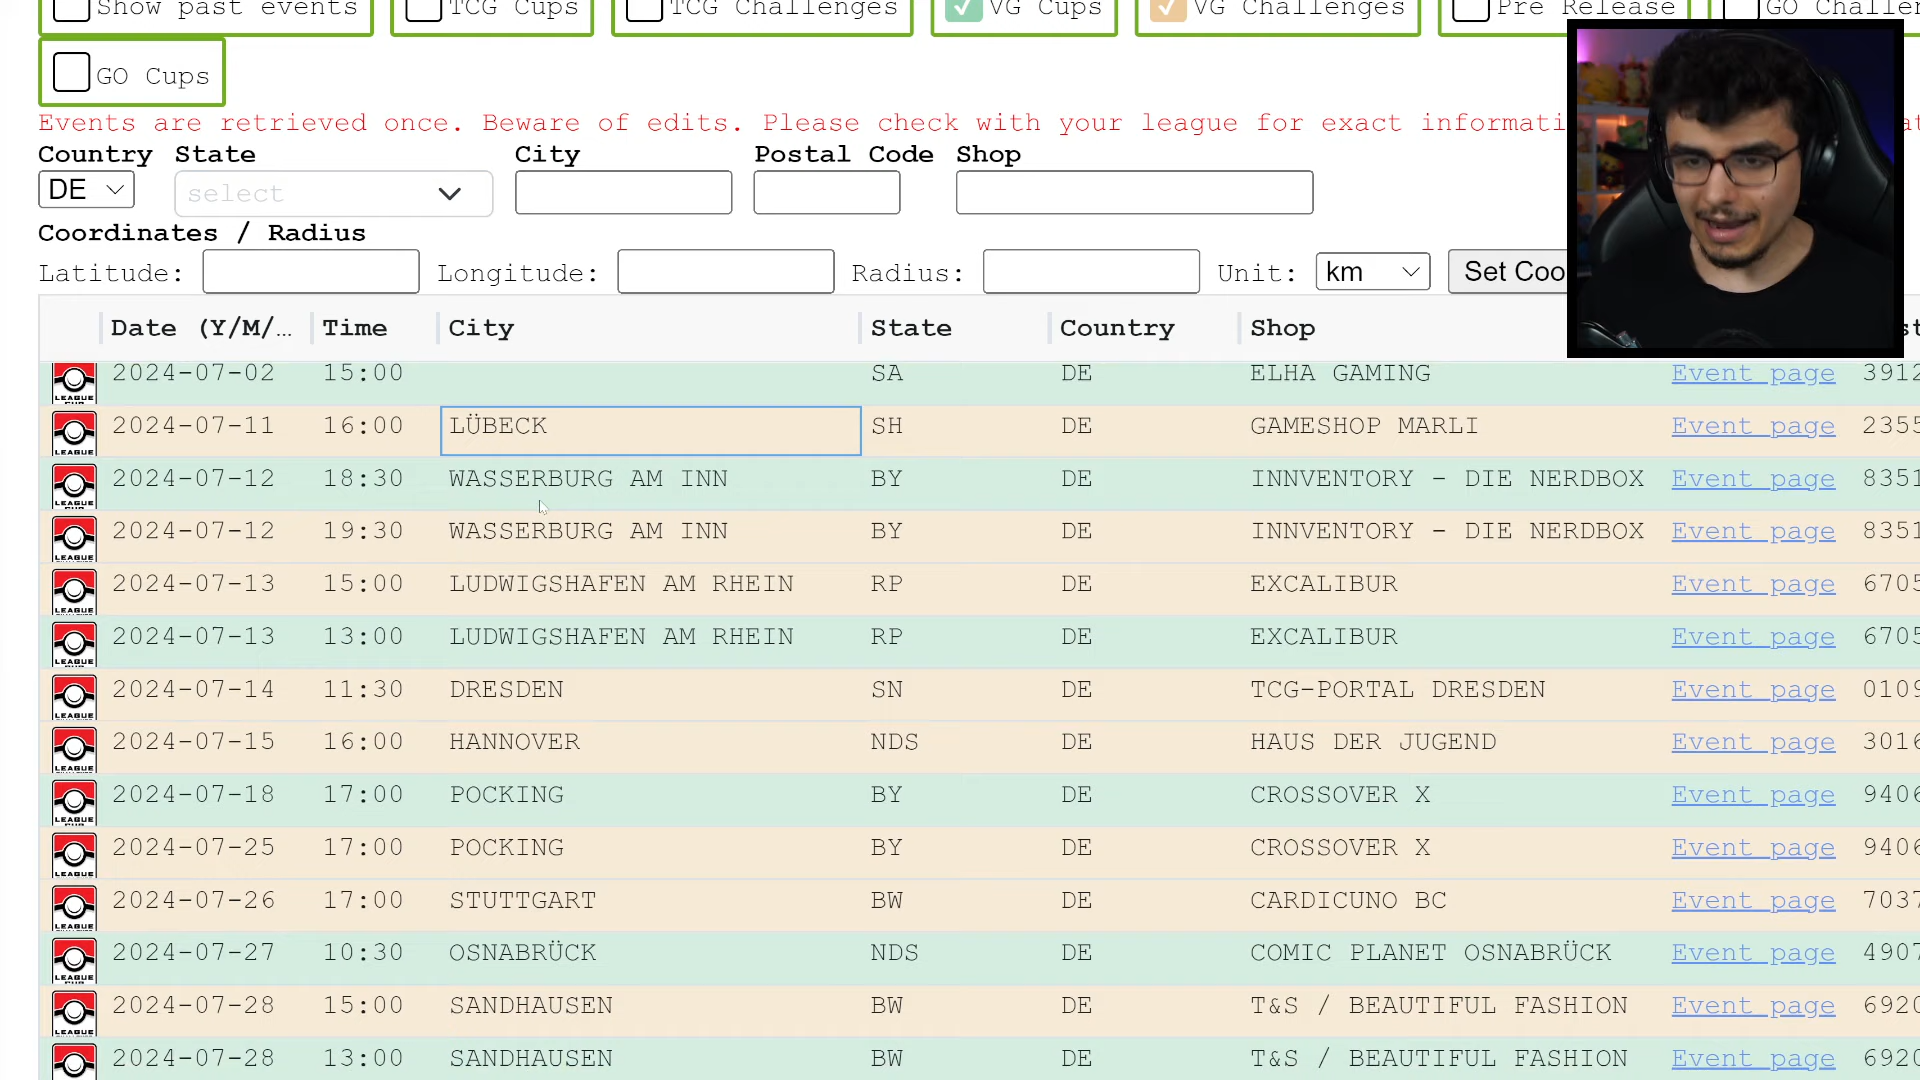 Show past events TCG Cups TCG Challenges VG Cups VG Challenges Pre Release
GO Cups
Events are retrieved once. Beware of edits. Please check with your league for exact
Country State City Postal Code Shop
DE select
Coordinates / Radius
Latitude: Longitude: Radius: Unit: km Set Coo
Date (Y/M/... Time City State Country Shop
2024-07-02 15:00 SA DE ELHA GAMING Event page 3912
2024-07-11 16:00 LÜBECK SH DE GAMESHOP MARLI Event page 2355
2024-07-12 18:30 WASSERBURG AM INN BY DE INNVENTORY - DIE NERDBOX Event page 8351
2024-07-12 19:30 WASSERBURG AM INN BY DE INNVENTORY - DIE NERDBOX Event page 8351
2024-07-13 15:00 LUDWIGSHAFEN AM RHEIN RP DE EXCALIBUR Event page 6705
2024-07-13 13:00 LUDWIGSHAFEN AM RHEIN RP DE EXCALIBUR Event page 6705
2024-07-14 11:30 DRESDEN SN DE TCG-PORTAL DRESDEN Event page 0109
2024-07-15 16:00 HANNOVER NDS DE HAUS DER JUGEND Event page 3016
2024-07-18 17:00 POCKING BY DE CROSSOVER X Event page 9406
2024-07-25 17:00 POCKING BY DE CROSSOVER X Event page 9406
2024-07-26 17:00 STUTTGART BW DE CARDICUNO BC Event page 7037
2024-07-27 10:30 OSNABRÜCK NDS DE COMIC PLANET OSNABRÜCK Event page 4907
2024-07-28 15:00 SANDHAUSEN BW DE T&S / BEAUTIFUL FASHION Event page 6920
2024-07-28 13:00 SANDHAUSEN BW DE T&S / BEAUTIFUL FASHION Event page 6920